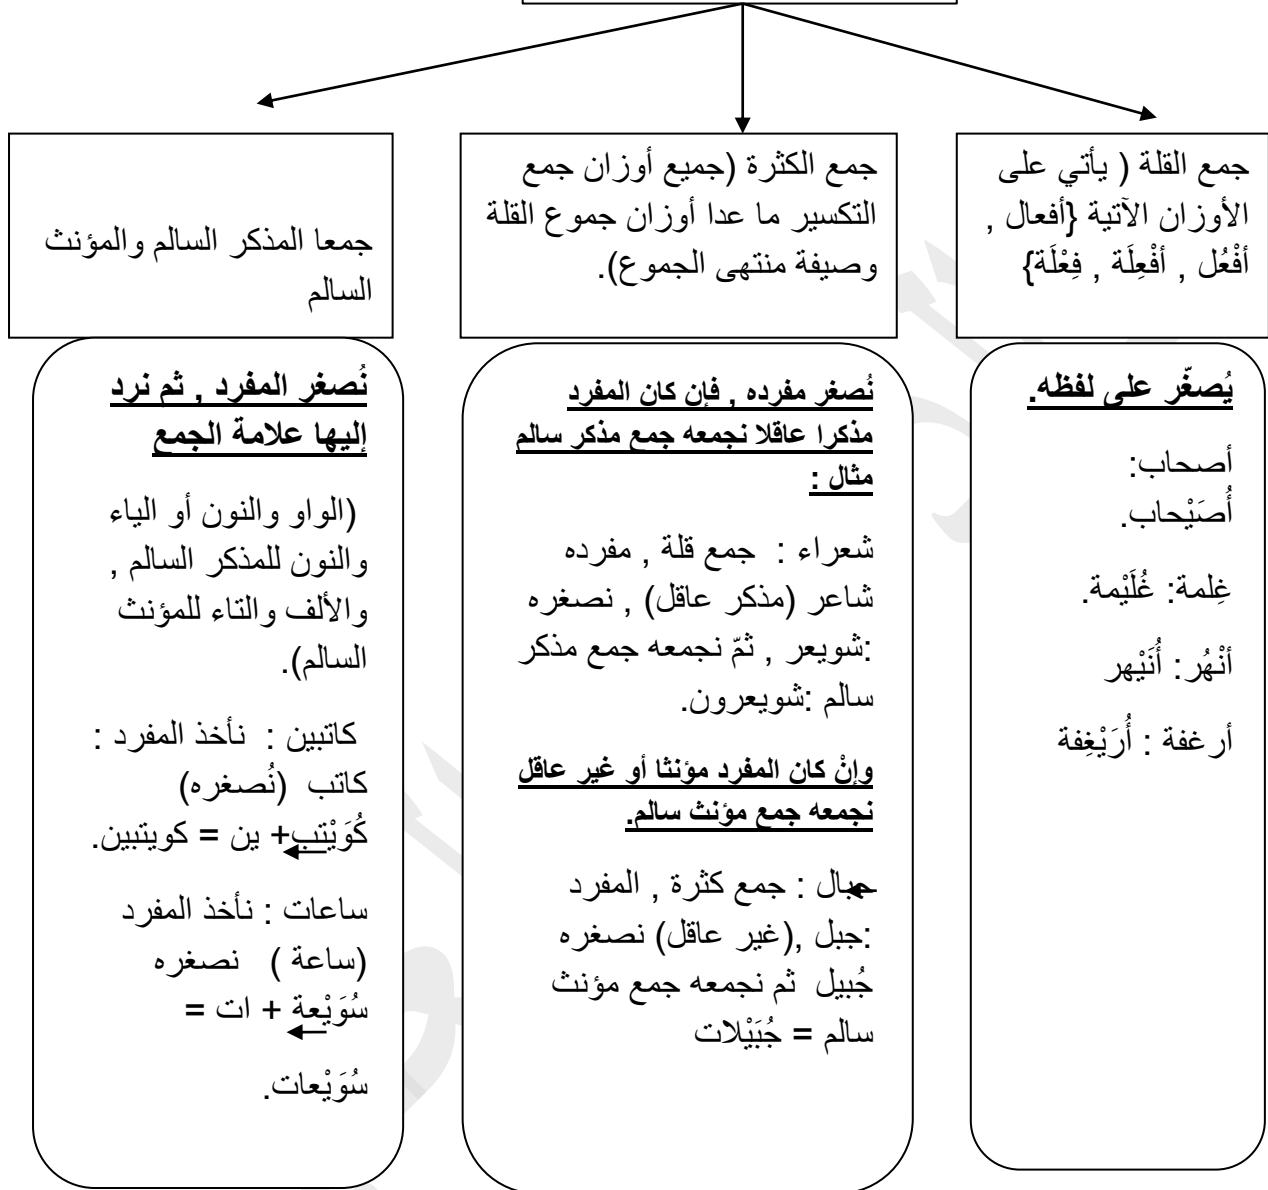 جمع القلة ( يأتي على
الأوزان الآتية {أفعال ,
أفْعُل , أفْعِلَة , فِعْلَة}
يُصغّر على لفظه.
أصحاب:
أُصَيْحاب.
غِلمة: غُلَيْمة.
أنْهُر: أُنَيْهر
أرغفة : أُرَيْغِفة
جمع الكثرة (جميع أوزان جمع
التكسير ما عدا أوزان جموع القلة
وصيفة منتهى الجموع).
نُصغر مفرده , فإن كان المفرد
مذكرا عاقلا نجمعه جمع مذكر سالم
مثال :
شعراء : جمع قلة , مفرده
شاعر (مذكر عاقل) , نصغره
:شويعر , ثمّ نجمعه جمع مذكر
سالم :شويعرون.
وإنْ كان المفرد مؤنثا أو غير عاقل
نجمعه جمع مؤنث سالم.
جبال : جمع كثرة , المفرد
:جبل ,(غير عاقل) نصغره
جُبيل ثم نجمعه جمع مؤنث
سالم = جُبَيْلات
جمعا المذكر السالم والمؤنث
السالم
نُصغر المفرد , ثم نرد
إليها علامة الجمع
(الواو والنون أو الياء
والنون للمذكر السالم ,
والألف والتاء للمؤنث
السالم).
كاتبين : نأخذ المفرد :
كاتب (نُصغره)
كُوَيْتِب+ ين = كويتبين.
ساعات : نأخذ المفرد
(ساعة ) نصغره
سُوَيْعة + ات =
سُوَيْعات.